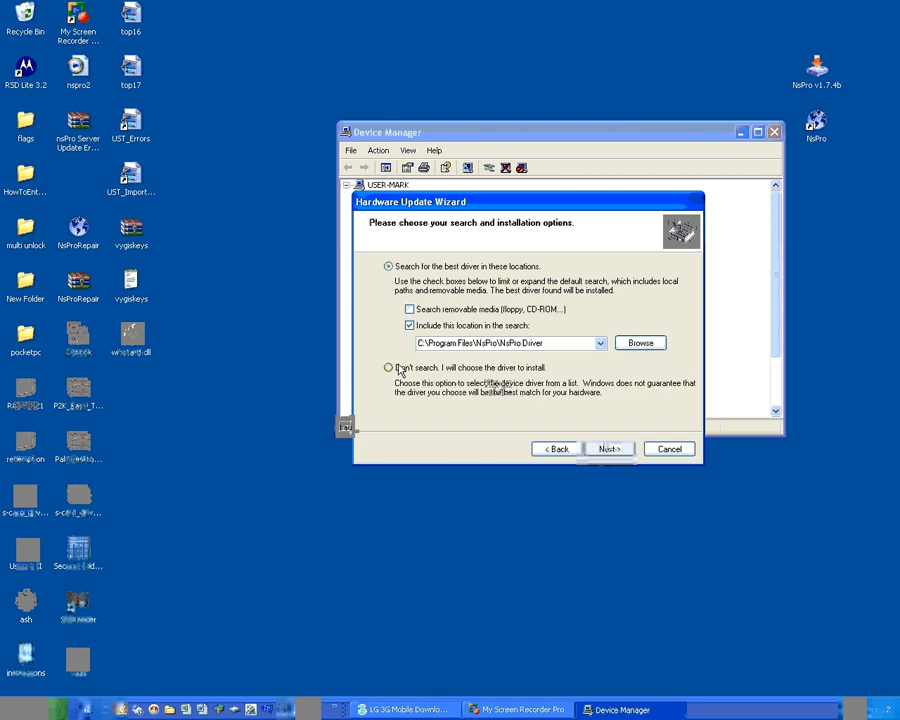 Recycle Bin
My Screen
Recorder ...
top16
RSD Lite 3.2
nspro2
top17
flags
nsPro Server
Update Er...
UST_Errors
HowToEnt...
UST_Import...
multi unlock
NsProRepair
vygiskeys
New Folder
NsProRepair
vygiskeys
pocketpc
NsPro v1.7.4b
NsPro
Device Manager
File Action View Help
USER-MARK
Hardware Update Wizard
Please choose your search and installation options.
Search for the best driver in these locations.
Use the check boxes below to limit or expand the default search, which includes local
paths and removable media. The best driver found will be installed.
Search removable media (floppy, CD-ROM...)
Include this location in the search:
C:\Program Files\NsPro\NsPro Driver
Browse
Don't search. I will choose the driver to install.
Choose this option to select the device driver from a list. Windows does not guarantee that
the driver you choose will be the best match for your hardware.
< Back
Next >
Cancel
ash
LG 3G Mobile Downlo...
My Screen Recorder Pro
Device Manager